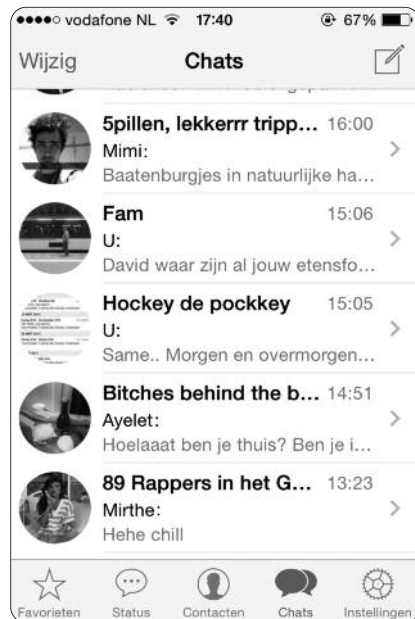 vodafone NL 17:40 67%
Wijzig Chats
5pillen, lekkerrr tripp... 16:00
Mimi:
Baatenburgjes in natuurlijke ha...
Fam 15:06
U:
David waar zijn al jouw etensfo...
Hockey de pockkey 15:05
U:
Same.. Morgen en overmorgen...
Bitches behind the b... 14:51
Ayelet:
Hoelaaat ben je thuis? Ben je i...
89 Rappers in het G... 13:23
Mirthe:
Hehe chill
Favorieten Status Contacten Chats Instellingen